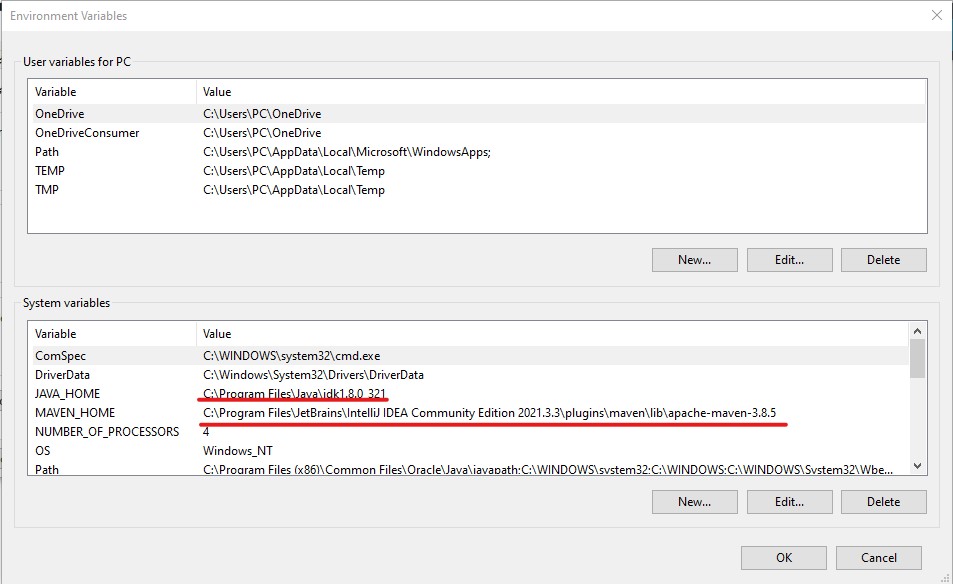 Environment Variables
User variables for PC
Variable Value
OneDrive C:\Users\PC\OneDrive
OneDriveConsumer C:\Users\PC\OneDrive
Path C:\Users\PC\AppData\Local\Microsoft\WindowsApps;
TEMP C:\Users\PC\AppData\Local\Temp
TMP C:\Users\PC\AppData\Local\Temp
New... Edit... Delete
System variables
Variable Value
ComSpec C:\WINDOWS\system32\cmd.exe
DriverData C:\Windows\System32\Drivers\DriverData
JAVA_HOME C:\Program Files\Java\jdk1.8.0_321
MAVEN_HOME C:\Program Files\JetBrains\IntelliJ IDEA Community Edition 2021.3.3\plugins\maven\lib\apache-maven-3.8.5
NUMBER_OF_PROCESSORS 4
OS Windows_NT
Path C:\Program Files (x86)\Common Files\Oracle\Java\javapath;C:\WINDOWS\system32;C:\WINDOWS;C:\WINDOWS\System32\Wbe...
New... Edit... Delete
OK Cancel